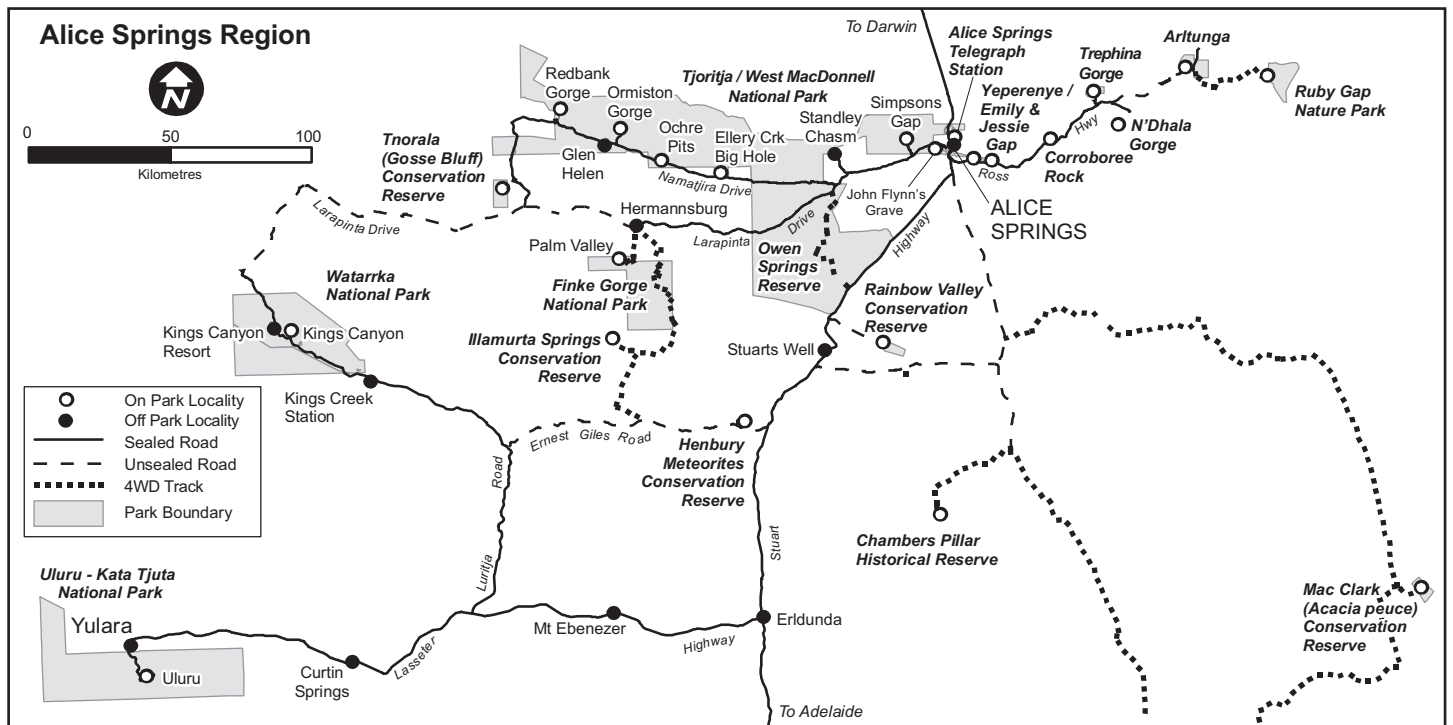 Alice Springs Region
N
0
50
100
Kilometres
To Darwin
Alice Springs
Telegraph
Station
Yeperenye /
Emily &
Jessie
Gap
Trephina
Gorge
Arltunga
Ruby Gap
Nature Park
N'Dhala
Gorge
Hwy
Ross
Corroboree
Rock
Redbank
Gorge
Ormiston
Gorge
Tjoritja / West MacDonnell
National Park
Simpsons
Gap
Standley
Chasm
Ochre
Pits
Ellery Crk
Big Hole
Glen
Helen
Namatjira Drive
Tnorala
(Gosse Bluff)
Conservation
Reserve
John Flynn's
Grave
ALICE
SPRINGS
Larapinta Drive
Hermannsburg
Larapinta
Drive
Highway
Palm Valley
Finke Gorge
National Park
Owen
Springs
Reserve
Rainbow Valley
Conservation
Reserve
Watarrka
National Park
Kings Canyon
Resort
Kings Canyon
Illamurta Springs
Conservation
Reserve
Stuarts Well
Kings Creek
Station
On Park Locality
Off Park Locality
Sealed Road
Unsealed Road
4WD Track
Park Boundary
Ernest Giles Road
Henbury
Meteorites
Conservation
Reserve
Road
Luritja
Stuart
Chambers Pillar
Historical Reserve
Mac Clark
(Acacia peuce)
Conservation
Reserve
Uluru - Kata Tjuta
National Park
Yulara
Uluru
Curtin
Springs
Lasseter
Mt Ebenezer
Highway
Erldunda
To Adelaide